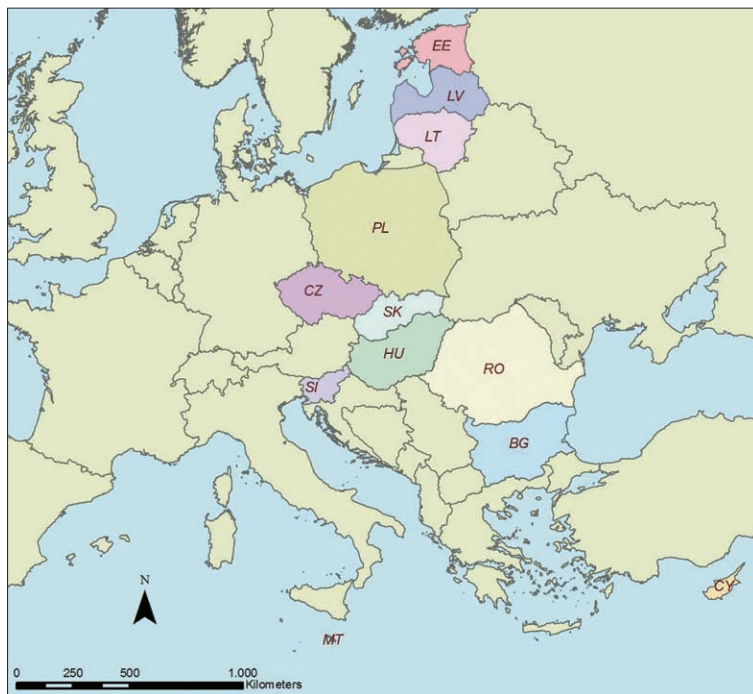 EE
LV
LT
PL
CZ
SK
HU
SI
RO
BG
CY
MT
N
0 250 500 1.000
Kilometers